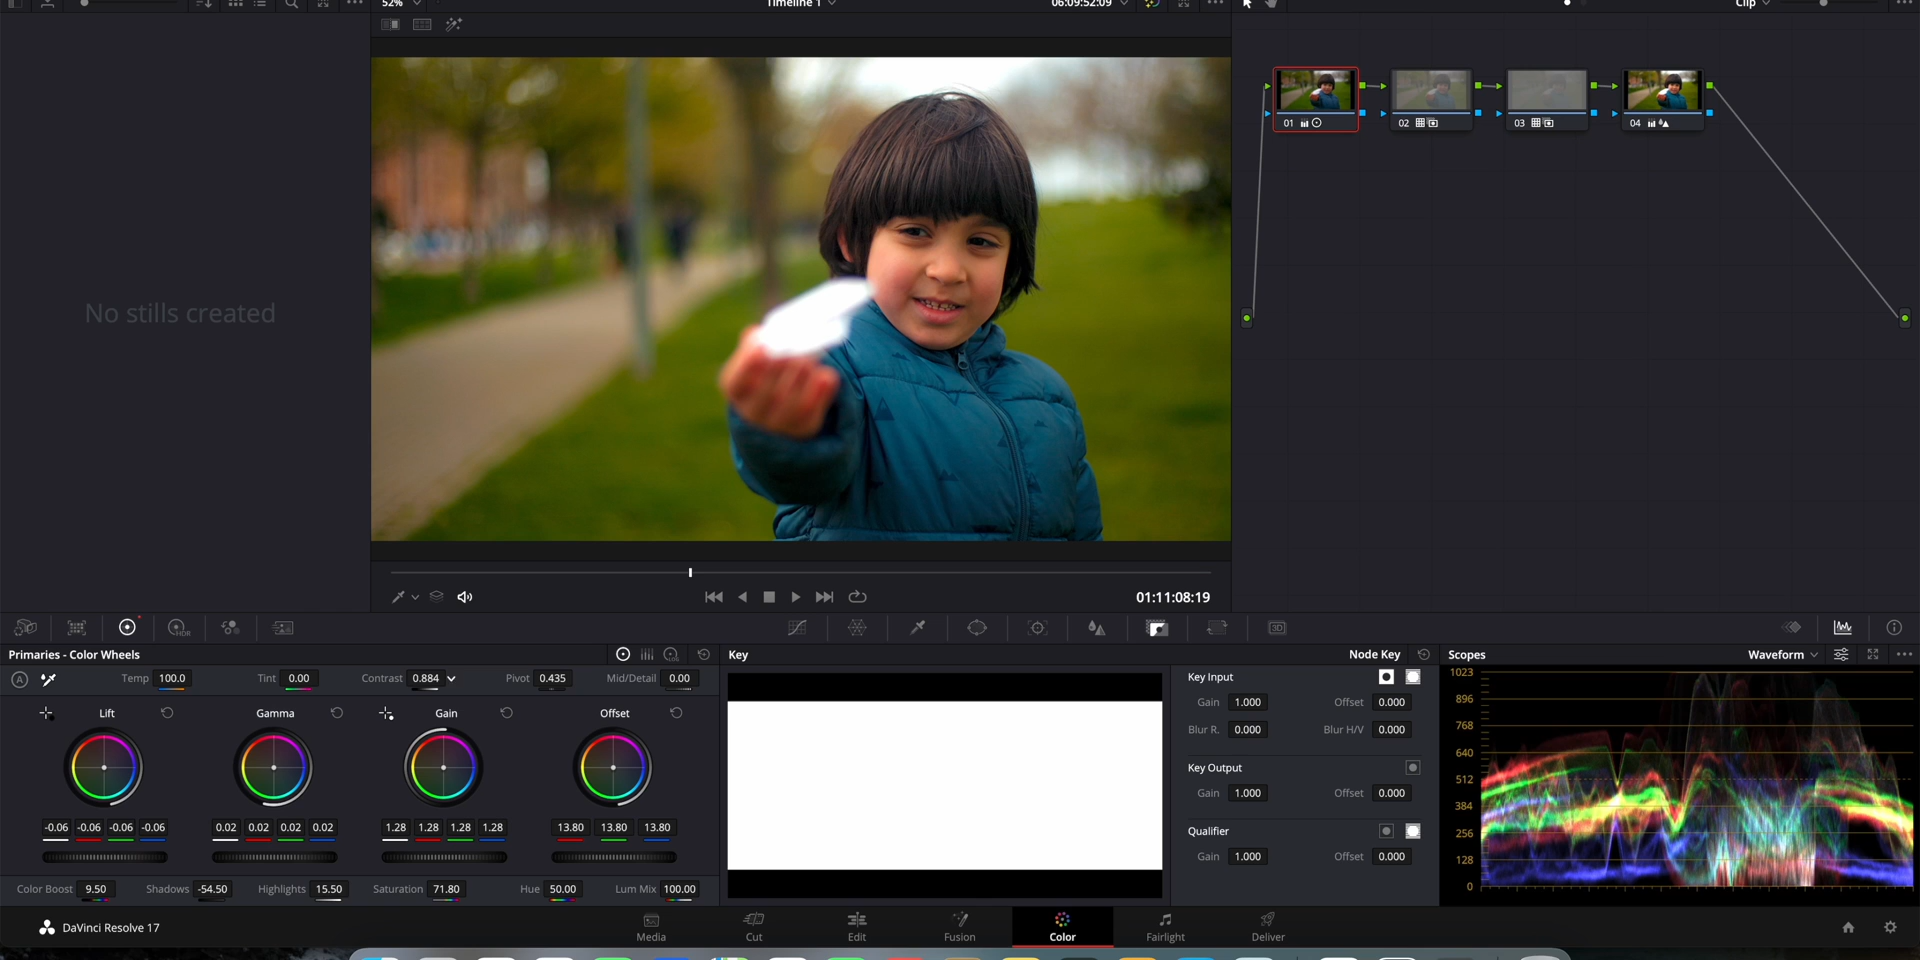 52%
Timeline 1
06:09:52:09
Clip
No stills created
01
02
03
04
01:11:08:19
HDR
3D
Primaries - Color Wheels
LOG
Key
Node Key
Scopes
Waveform
A
Temp 100.0 Tint 0.00 Contrast 0.884 Pivot 0.435 Mid/Detail 0.00
Lift Gamma Gain Offset
-0.06 -0.06 -0.06 -0.06 0.02 0.02 0.02 0.02 1.28 1.28 1.28 1.28 13.80 13.80 13.80
Color Boost 9.50 Shadows -54.50 Highlights 15.50 Saturation 71.80 Hue 50.00 Lum Mix 100.00
Key Input
Gain 1.000 Offset 0.000
Blur R. 0.000 Blur H/V 0.000
Key Output
Gain 1.000 Offset 0.000
Qualifier
Gain 1.000 Offset 0.000
1023
896
768
640
512
384
256
128
0
DaVinci Resolve 17
Media Cut Edit Fusion Color Fairlight Deliver